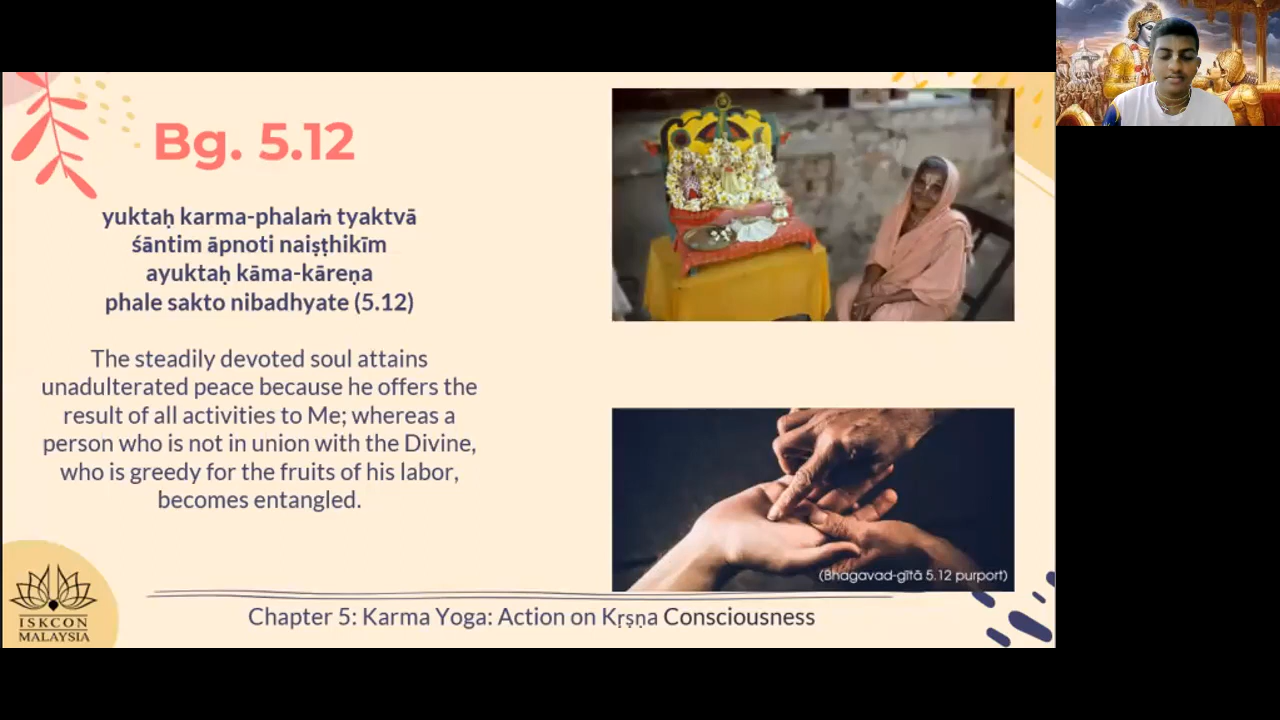 Bg. 5.12
yuktaḥ karma-phalaṁ tyaktvā
śāntim āpnoti naiṣṭhikīm
ayuktaḥ kāma-kāreṇa
phale sakto nibadhyate (5.12)
The steadily devoted soul attains
unadulterated peace because he offers the
result of all activities to Me; whereas a
person who is not in union with the Divine,
who is greedy for the fruits of his labor,
becomes entangled.
(Bhagavad-gītā 5.12 purport)
ISKCON
MALAYSIA
Chapter 5: Karma Yoga: Action on Kṛṣṇa Consciousness